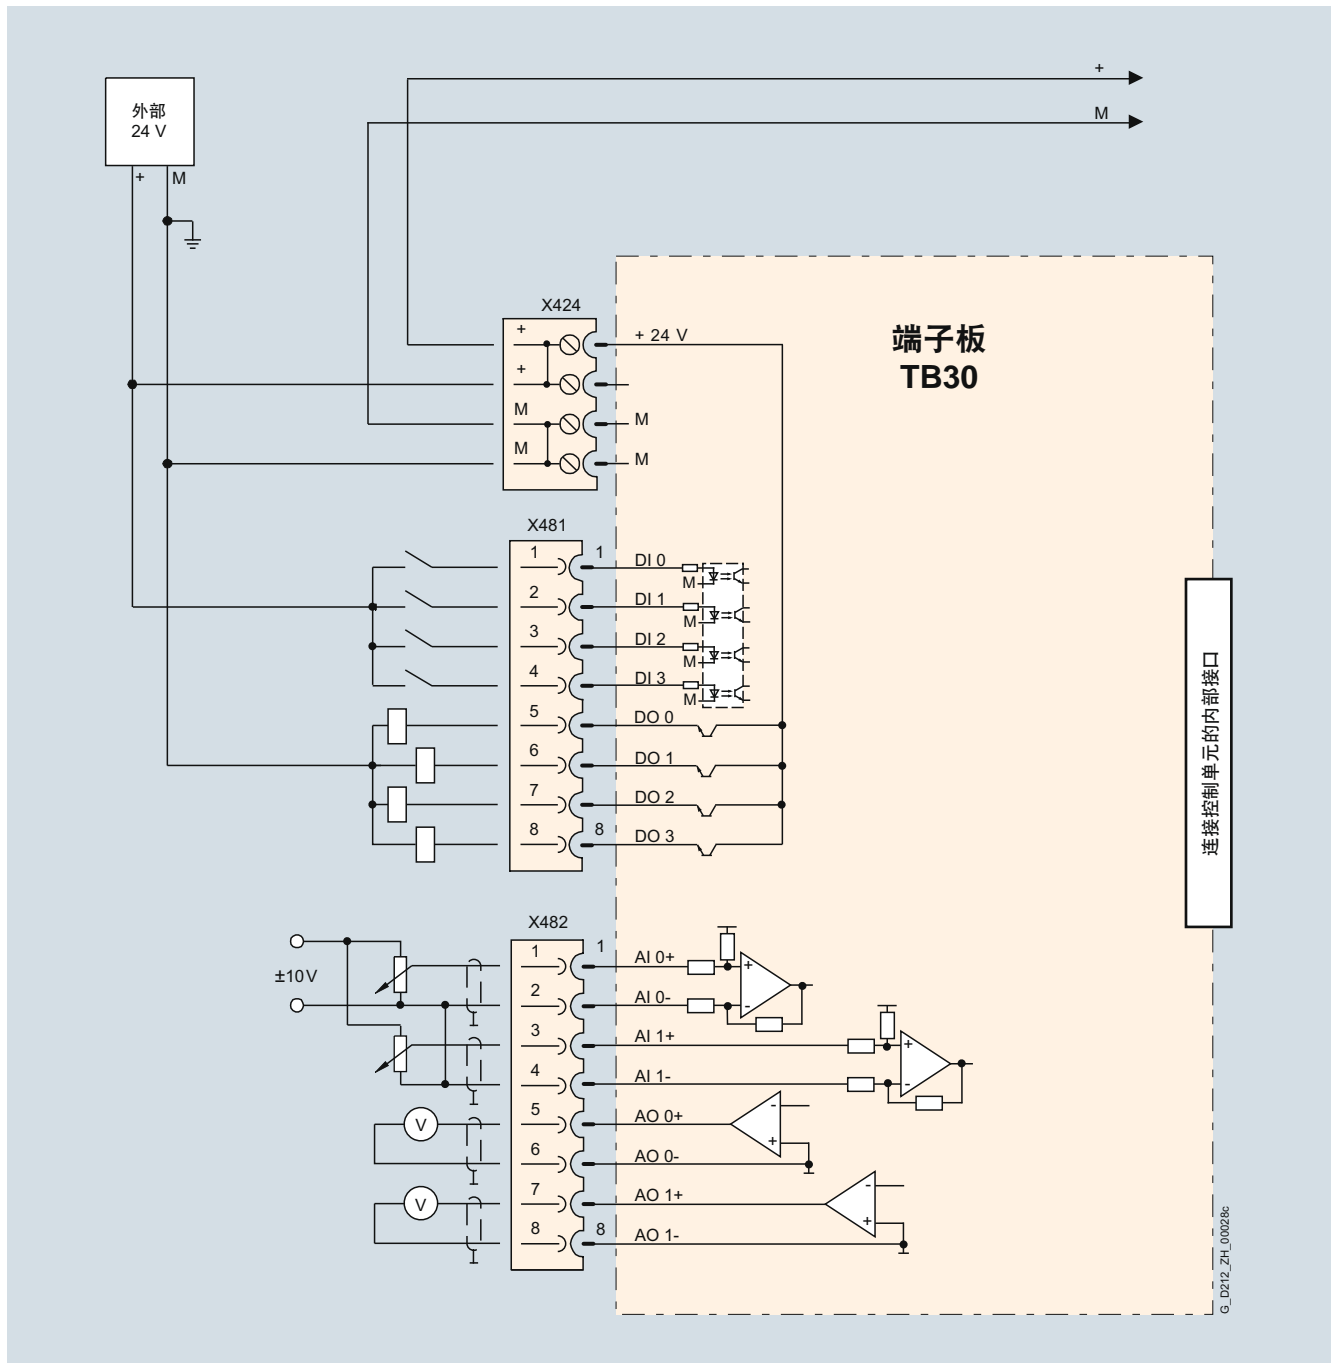 +
M
外部
24 V
+
M
X424
+
+ 24 V
+
M
M
M
M
端子板
TB30
X481
1
1
DI 0
M
2
DI 1
M
3
DI 2
M
4
DI 3
M
5
DO 0
6
DO 1
7
DO 2
8
8
DO 3
连接控制单元的内部接口
X482
±10 V
1
1
AI 0+
+
2
AI 0-
-
3
AI 1+
+
4
AI 1-
-
V
5
AO 0+
-
+
6
AO 0-
V
7
AO 1+
-
+
8
8
AO 1-
G_D212_ZH_00028c